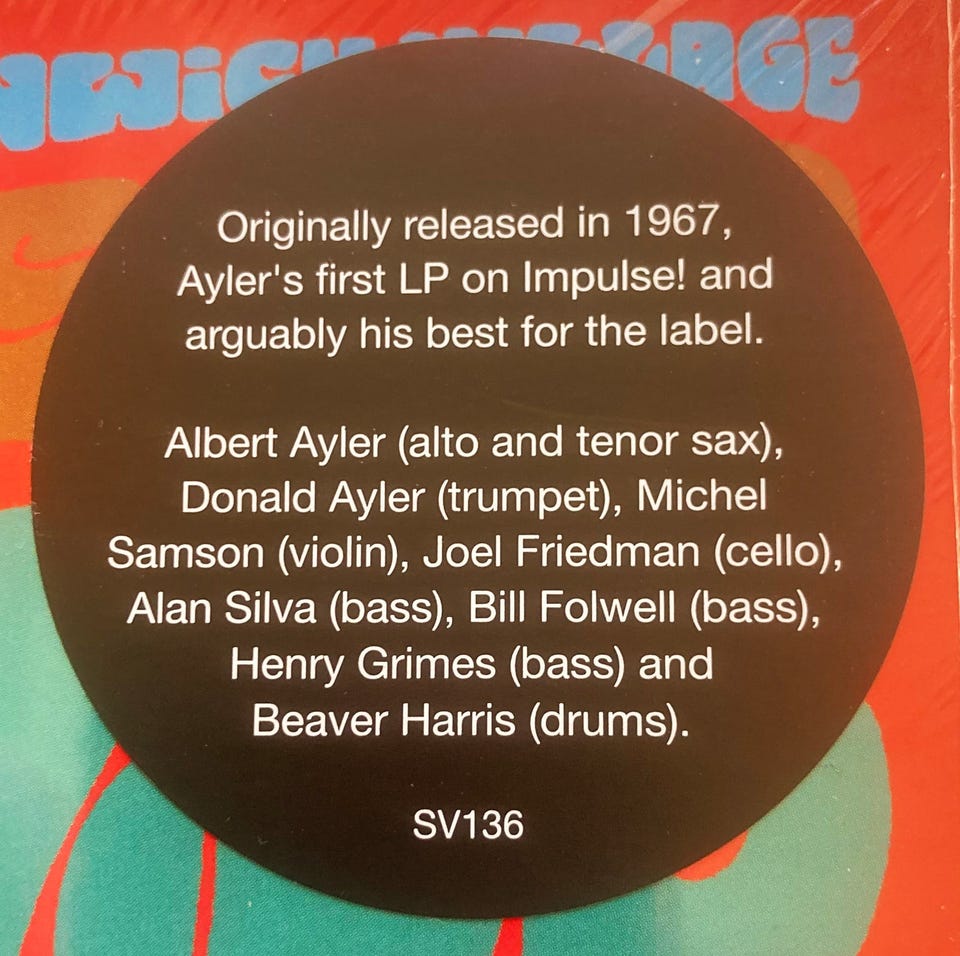 Originally released in 1967,
Ayler's first LP on Impulse! and
arguably his best for the label.
Albert Ayler (alto and tenor sax),
Donald Ayler (trumpet), Michel
Samson (violin), Joel Friedman (cello),
Alan Silva (bass), Bill Folwell (bass),
Henry Grimes (bass) and
Beaver Harris (drums).
SV136